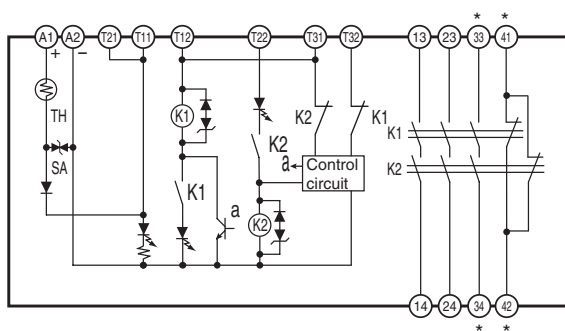 * *
A1 A2 T21 T11 T12 T22 T31 T32 13 23 33 41
+ −
TH
SA
K1
K1
a
K2
K2
K2
K1
a
Control
circuit
K1
K2
14 24 34 42
* *